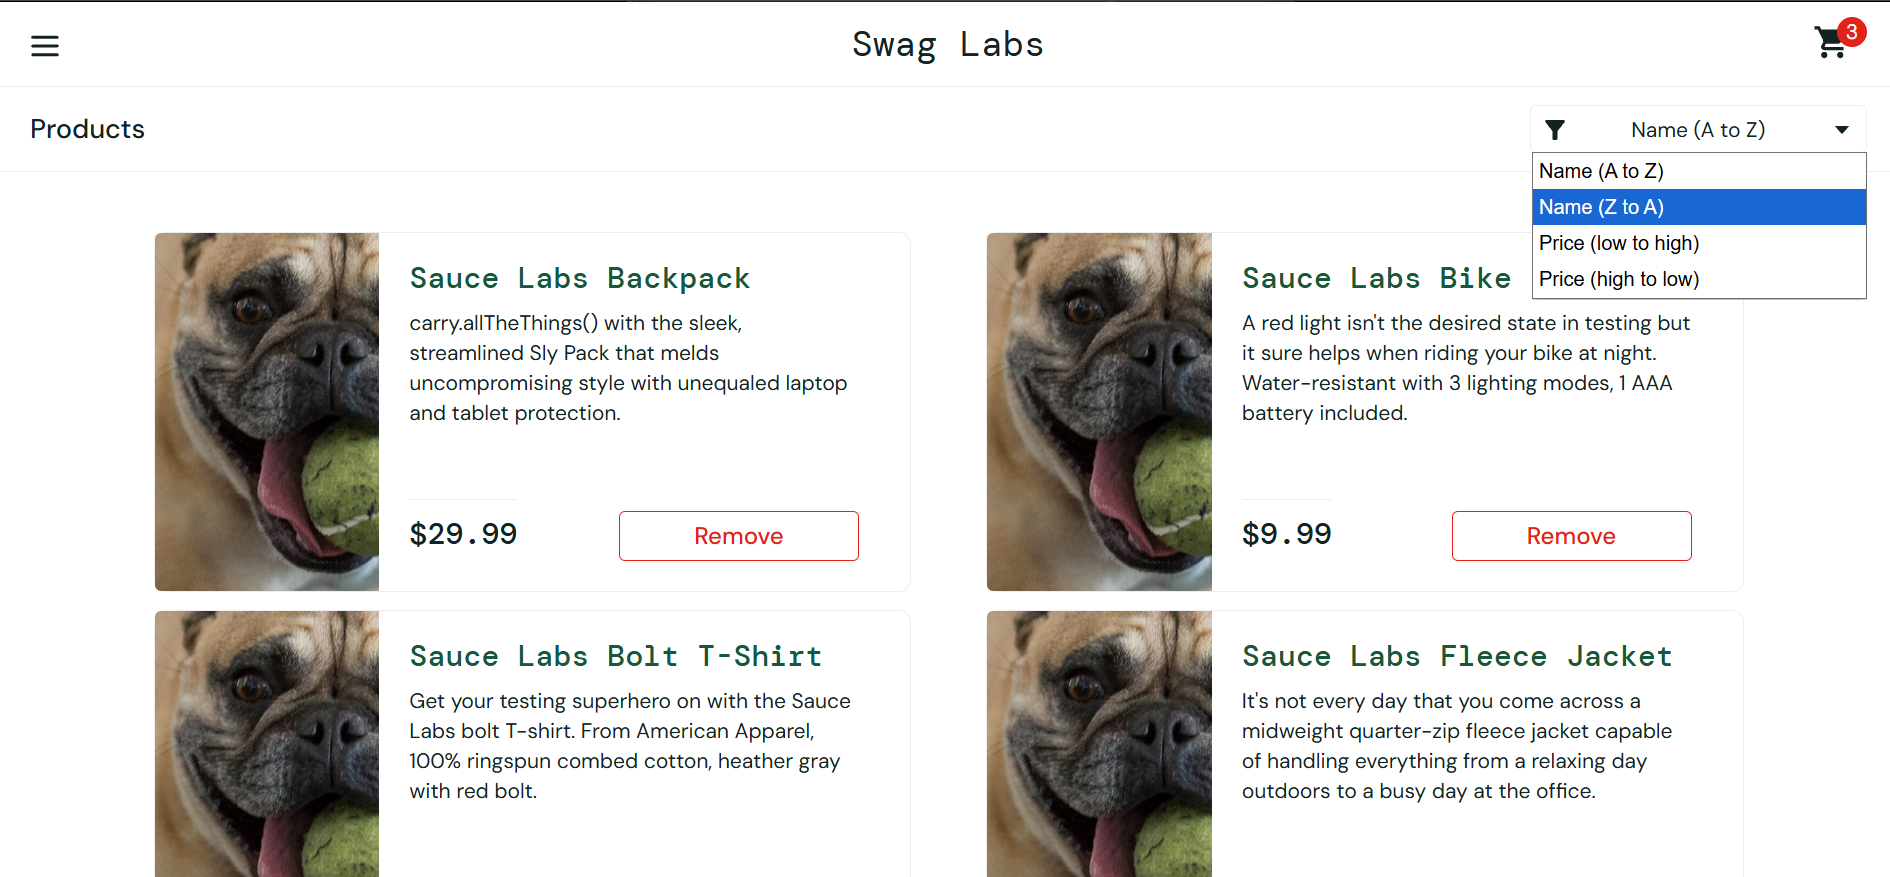 Swag Labs
3
Products
Name (A to Z)
Name (A to Z)
Name (Z to A)
Price (low to high)
Price (high to low)
Sauce Labs Backpack
carry.allTheThings() with the sleek,
streamlined Sly Pack that melds
uncompromising style with unequaled laptop
and tablet protection.
$29.99
Remove
Sauce Labs Bike
A red light isn't the desired state in testing but
it sure helps when riding your bike at night.
Water-resistant with 3 lighting modes, 1 AAA
battery included.
$9.99
Remove
Sauce Labs Bolt T-Shirt
Get your testing superhero on with the Sauce
Labs bolt T-shirt. From American Apparel,
100% ringspun combed cotton, heather gray
with red bolt.
Sauce Labs Fleece Jacket
It's not every day that you come across a
midweight quarter-zip fleece jacket capable
of handling everything from a relaxing day
outdoors to a busy day at the office.